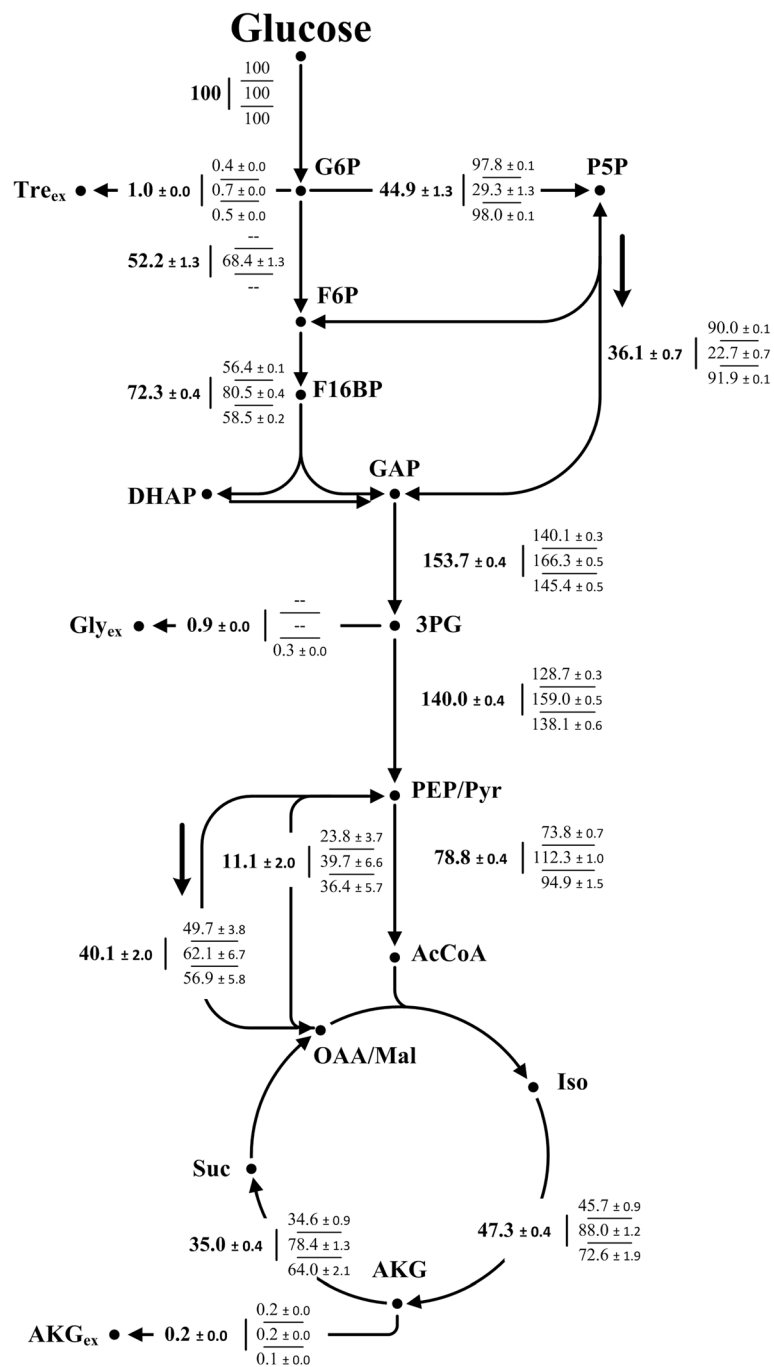 Glucose
100
100
100
100
G6P
P5P
Tre_ex
1.0 ± 0.0
0.4 ± 0.0
0.7 ± 0.0
0.5 ± 0.0
44.9 ± 1.3
97.8 ± 0.1
29.3 ± 1.3
98.0 ± 0.1
52.2 ± 1.3
--
68.4 ± 1.3
--
F6P
36.1 ± 0.7
90.0 ± 0.1
22.7 ± 0.7
91.9 ± 0.1
72.3 ± 0.4
56.4 ± 0.1
80.5 ± 0.4
58.5 ± 0.2
F16BP
DHAP
GAP
153.7 ± 0.4
140.1 ± 0.3
166.3 ± 0.5
145.4 ± 0.5
Gly_ex
0.9 ± 0.0
--
--
0.3 ± 0.0
3PG
140.0 ± 0.4
128.7 ± 0.3
159.0 ± 0.5
138.1 ± 0.6
PEP/Pyr
11.1 ± 2.0
23.8 ± 3.7
39.7 ± 6.6
36.4 ± 5.7
78.8 ± 0.4
73.8 ± 0.7
112.3 ± 1.0
94.9 ± 1.5
40.1 ± 2.0
49.7 ± 3.8
62.1 ± 6.7
56.9 ± 5.8
AcCoA
OAA/Mal
Iso
Suc
35.0 ± 0.4
34.6 ± 0.9
78.4 ± 1.3
64.0 ± 2.1
47.3 ± 0.4
45.7 ± 0.9
88.0 ± 1.2
72.6 ± 1.9
AKG
AKG_ex
0.2 ± 0.0
0.2 ± 0.0
0.2 ± 0.0
0.1 ± 0.0